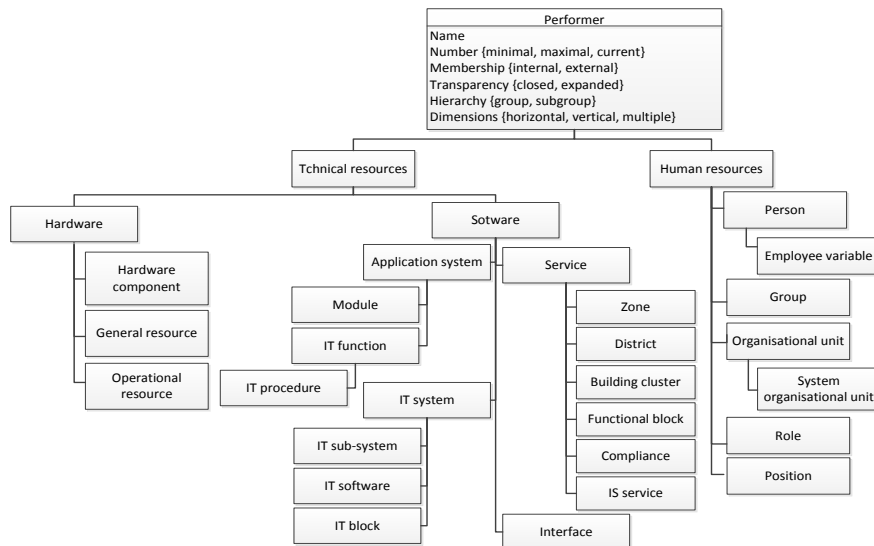 Performer
Name
Number {minimal, maximal, current}
Membership {internal, external}
Transparency {closed, expanded}
Hierarchy {group, subgroup}
Dimensions {horizontal, vertical, multiple}
Tchnical resources
Human resources
Hardware
Sotware
Person
Employee variable
Hardware
component
General resource
Operational
resource
Application system
Module
IT function
IT procedure
IT system
IT sub-system
IT software
IT block
Service
Zone
District
Building cluster
Functional block
Compliance
IS service
Interface
Group
Organisational unit
System
organisational unit
Role
Position